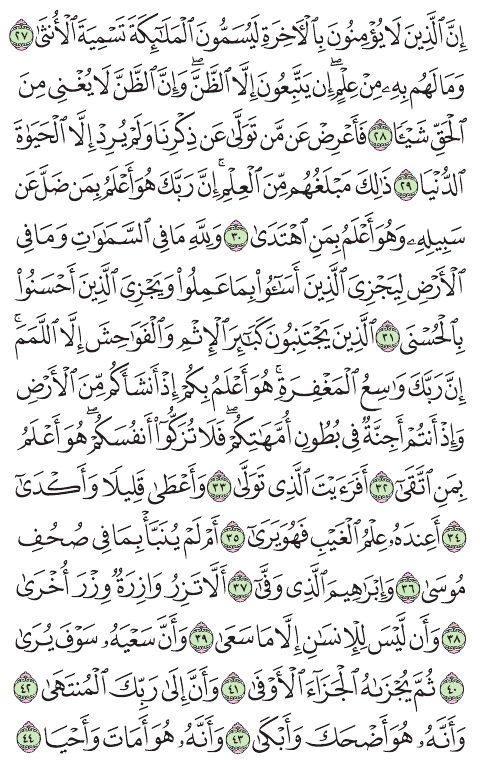 إِنَّ ٱلَّذِينَ لَا يُؤْمِنُونَ بِٱلْـَٔاخِرَةِ لَيُسَمُّونَ ٱلْمَلَـٰٓئِكَةَ تَسْمِيَةَ ٱلْأُنثَىٰ ٢٧
وَمَا لَهُم بِهِۦ مِنْ عِلْمٍ ۖ إِن يَتَّبِعُونَ إِلَّا ٱلظَّنَّ ۖ وَإِنَّ ٱلظَّنَّ لَا يُغْنِى مِنَ
ٱلْحَقِّ شَيْـًٔا ٢٨ فَأَعْرِضْ عَن مَّن تَوَلَّىٰ عَن ذِكْرِنَا وَلَمْ يُرِدْ إِلَّا ٱلْحَيَوٰةَ
ٱلدُّنْيَا ٢٩ ذَٰلِكَ مَبْلَغُهُم مِّنَ ٱلْعِلْمِ ۚ إِنَّ رَبَّكَ هُوَ أَعْلَمُ بِمَن ضَلَّ عَن
سَبِيلِهِۦ وَهُوَ أَعْلَمُ بِمَنِ ٱهْتَدَىٰ ٣٠ وَلِلَّهِ مَا فِى ٱلسَّمَـٰوَٰتِ وَمَا فِى
ٱلْأَرْضِ لِيَجْزِىَ ٱلَّذِينَ أَسَـٰٓـُٔوا۟ بِمَا عَمِلُوا۟ وَيَجْزِىَ ٱلَّذِينَ أَحْسَنُوا۟
بِٱلْحُسْنَى ٣١ ٱلَّذِينَ يَجْتَنِبُونَ كَبَـٰٓئِرَ ٱلْإِثْمِ وَٱلْفَوَٰحِشَ إِلَّا ٱللَّمَمَ ۚ
إِنَّ رَبَّكَ وَٰسِعُ ٱلْمَغْفِرَةِ ۚ هُوَ أَعْلَمُ بِكُمْ إِذْ أَنشَأَكُم مِّنَ ٱلْأَرْضِ
وَإِذْ أَنتُمْ أَجِنَّةٌ فِى بُطُونِ أُمَّهَـٰتِكُمْ ۖ فَلَا تُزَكُّوٓا۟ أَنفُسَكُمْ ۖ هُوَ أَعْلَمُ
بِمَنِ ٱتَّقَىٰٓ ٣٢ أَفَرَءَيْتَ ٱلَّذِى تَوَلَّىٰ ٣٣ وَأَعْطَىٰ قَلِيلًا وَأَكْدَىٰٓ
٣٤ أَعِندَهُۥ عِلْمُ ٱلْغَيْبِ فَهُوَ يَرَىٰٓ ٣٥ أَمْ لَمْ يُنَبَّأْ بِمَا فِى صُحُفِ
مُوسَىٰ ٣٦ وَإِبْرَٰهِيمَ ٱلَّذِى وَفَّىٰٓ ٣٧ أَلَّا تَزِرُ وَازِرَةٌ وِزْرَ أُخْرَىٰ
٣٨ وَأَن لَّيْسَ لِلْإِنسَـٰنِ إِلَّا مَا سَعَىٰ ٣٩ وَأَنَّ سَعْيَهُۥ سَوْفَ يُرَىٰ
٤٠ ثُمَّ يُجْزَىٰهُ ٱلْجَزَآءَ ٱلْأَوْفَىٰ ٤١ وَأَنَّ إِلَىٰ رَبِّكَ ٱلْمُنتَهَىٰ ٤٢
وَأَنَّهُۥ هُوَ أَضْحَكَ وَأَبْكَىٰ ٤٣ وَأَنَّهُۥ هُوَ أَمَاتَ وَأَحْيَا ٤٤